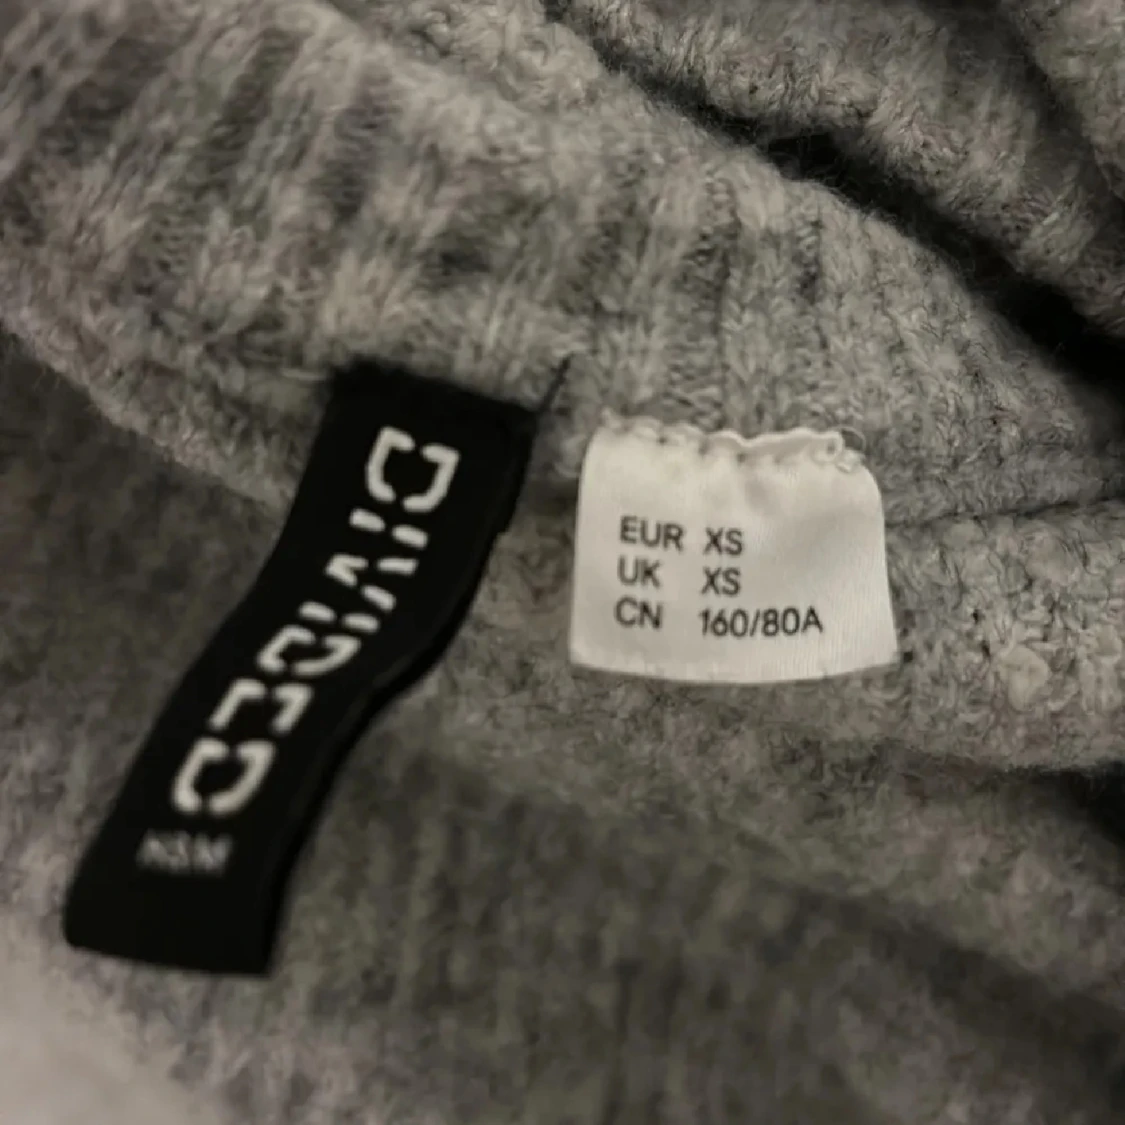 DIVIDED
H&M
EUR XS
UK XS
CN 160/80A